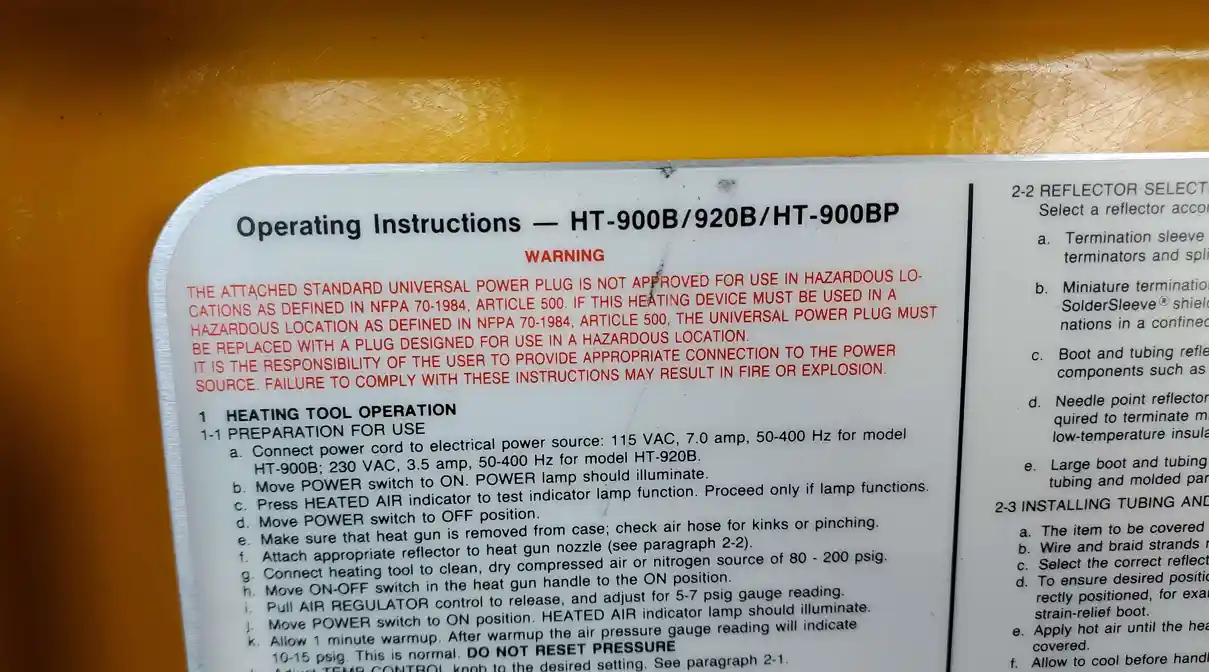 Operating Instructions — HT-900B/920B/HT-900BP
WARNING
THE ATTACHED STANDARD UNIVERSAL POWER PLUG IS NOT APPROVED FOR USE IN HAZARDOUS LO-
CATIONS AS DEFINED IN NFPA 70-1984, ARTICLE 500. IF THIS HEATING DEVICE MUST BE USED IN A
HAZARDOUS LOCATION AS DEFINED IN NFPA 70-1984, ARTICLE 500, THE UNIVERSAL POWER PLUG MUST
BE REPLACED WITH A PLUG DESIGNED FOR USE IN A HAZARDOUS LOCATION.
IT IS THE RESPONSIBILITY OF THE USER TO PROVIDE APPROPRIATE CONNECTION TO THE POWER
SOURCE. FAILURE TO COMPLY WITH THESE INSTRUCTIONS MAY RESULT IN FIRE OR EXPLOSION.
1 HEATING TOOL OPERATION
1-1 PREPARATION FOR USE
a. Connect power cord to electrical power source: 115 VAC, 7.0 amp, 50-400 Hz for model
HT-900B; 230 VAC, 3.5 amp, 50-400 Hz for model HT-920B.
b. Move POWER switch to ON. POWER lamp should illuminate.
c. Press HEATED AIR indicator to test indicator lamp function. Proceed only if lamp functions.
d. Move POWER switch to OFF position.
e. Make sure that heat gun is removed from case; check air hose for kinks or pinching.
f. Attach appropriate reflector to heat gun nozzle (see paragraph 2-2).
g. Connect heating tool to clean, dry compressed air or nitrogen source of 80 - 200 psig.
h. Move ON-OFF switch in the heat gun handle to the ON position.
i. Pull AIR REGULATOR control to release, and adjust for 5-7 psig gauge reading.
j. Move POWER switch to ON position. HEATED AIR indicator lamp should illuminate.
k. Allow 1 minute warmup. After warmup the air pressure gauge reading will indicate
10-15 psig. This is normal. DO NOT RESET PRESSURE
Adjust TEMP CONTROL knob to the desired setting. See paragraph 2-1.
2-2 REFLECTOR SELECT
Select a reflector acco
a. Termination sleeve
terminators and spli
b. Miniature terminatio
SolderSleeve® shiel
nations in a confined
c. Boot and tubing refle
components such as
d. Needle point reflector
quired to terminate m
low-temperature insula
e. Large boot and tubing
tubing and molded par
2-3 INSTALLING TUBING AND
a. The item to be covered
b. Wire and braid strands
c. Select the correct reflect
d. To ensure desired positi
rectly positioned, for exa
strain-relief boot.
e. Apply hot air until the hea
covered.
f. Allow to cool before handl